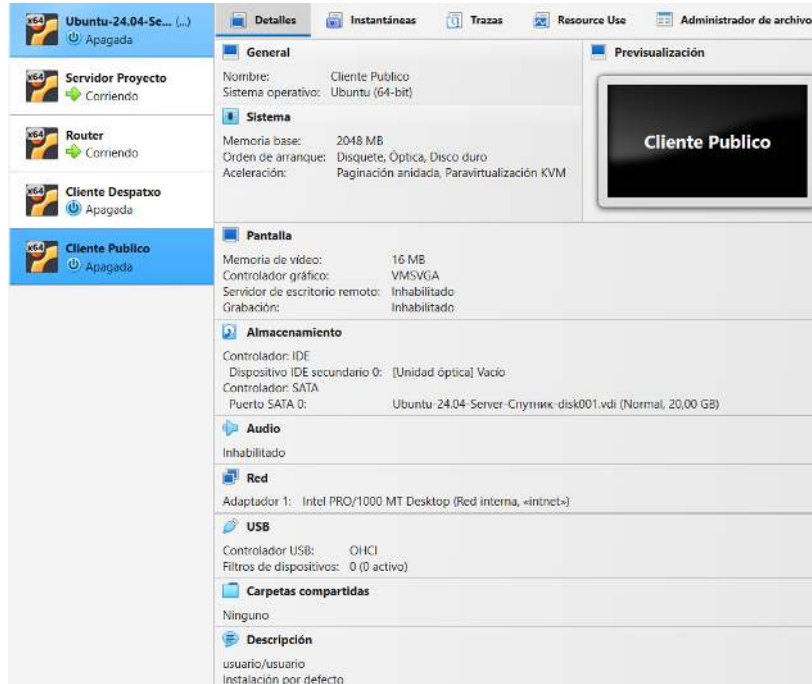 Ubuntu-24.04-Se... (...)
Apagada
Servidor Proyecto
Corriendo
Router
Corriendo
Cliente Despatxo
Apagada
Cliente Publico
Apagada
Detalles Instantáneas Trazas Resource Use Administrador de archivo
General
Nombre: Cliente Publico
Sistema operativo: Ubuntu (64-bit)
Sistema
Memoria base: 2048 MB
Orden de arranque: Disquete, Óptica, Disco duro
Aceleración: Paginación anidada, Paravirtualización KVM
Previsualización
Cliente Publico
Pantalla
Memoria de vídeo: 16 MB
Controlador gráfico: VMSVGA
Servidor de escritorio remoto: Inhabilitado
Grabación: Inhabilitado
Almacenamiento
Controlador: IDE
Dispositivo IDE secundario 0: [Unidad óptica] Vacío
Controlador: SATA
Puerto SATA 0: Ubuntu-24.04-Server-Спутник-disk001.vdi (Normal, 20,00 GB)
Audio
Inhabilitado
Red
Adaptador 1: Intel PRO/1000 MT Desktop (Red interna, «intnet»)
USB
Controlador USB: OHCI
Filtros de dispositivos: 0 (0 activo)
Carpetas compartidas
Ninguno
Descripción
usuario/usuario
Instalación por defecto
x64
x64
x64
x64
x64